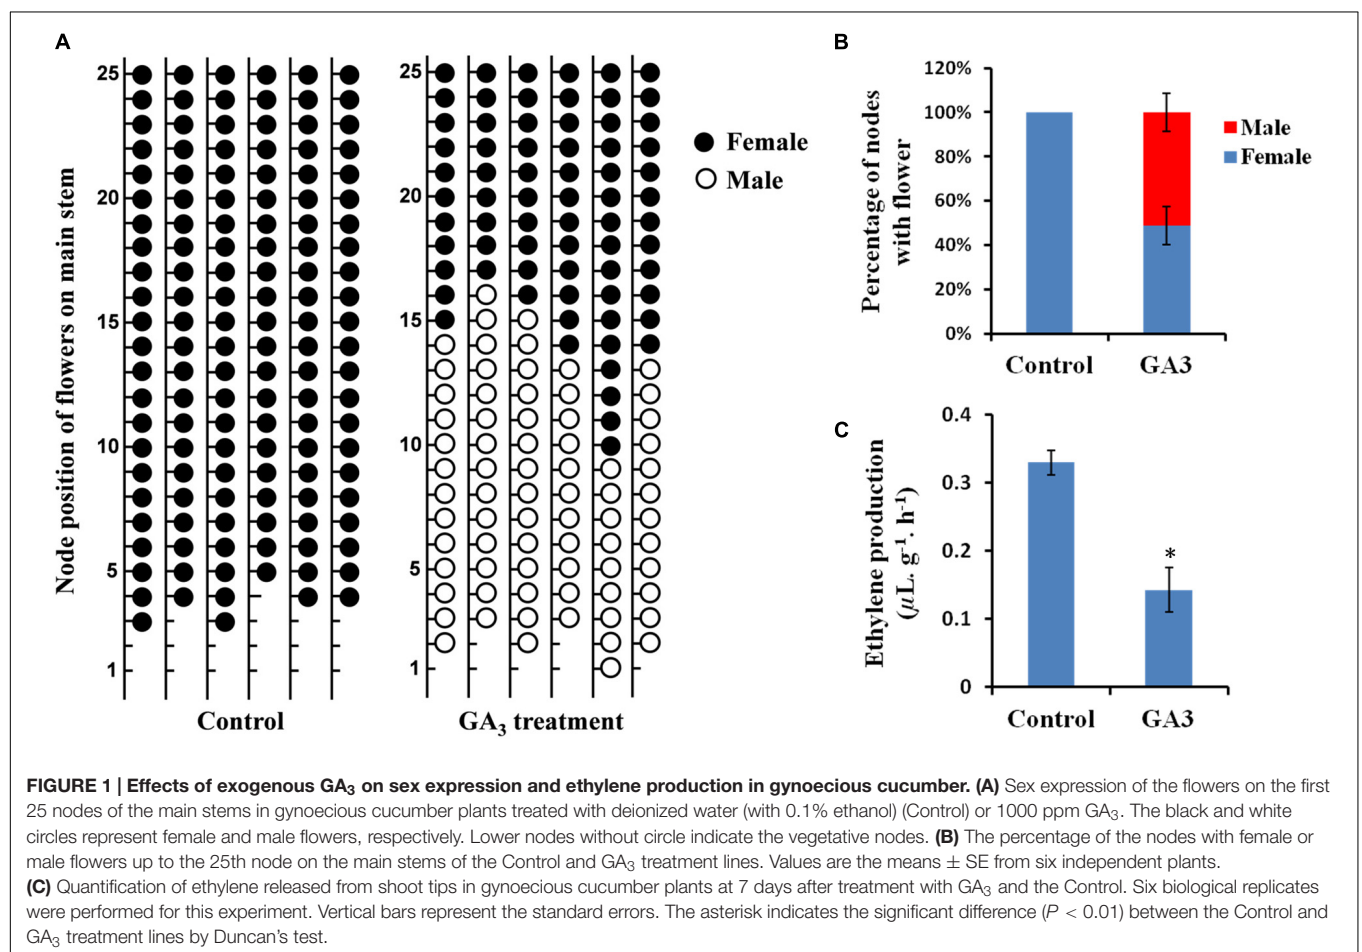 A
25
20
15
10
5
1
Node position of flowers on main stem
Control
25
20
15
10
5
1
GA3 treatment
Female
Male
B
120%
100%
80%
60%
40%
20%
0%
Percentage of nodes
with flower
Control
GA3
Male
Female
C
0.4
0.3
0.2
0.1
0
Ethylene production
(μL. g-1. h-1)
*
Control
GA3
FIGURE 1 | Effects of exogenous GA3 on sex expression and ethylene production in gynoecious cucumber. (A) Sex expression of the flowers on the first
25 nodes of the main stems in gynoecious cucumber plants treated with deionized water (with 0.1% ethanol) (Control) or 1000 ppm GA3. The black and white
circles represent female and male flowers, respectively. Lower nodes without circle indicate the vegetative nodes. (B) The percentage of the nodes with female or
male flowers up to the 25th node on the main stems of the Control and GA3 treatment lines. Values are the means ± SE from six independent plants.
(C) Quantification of ethylene released from shoot tips in gynoecious cucumber plants at 7 days after treatment with GA3 and the Control. Six biological replicates
were performed for this experiment. Vertical bars represent the standard errors. The asterisk indicates the significant difference (P < 0.01) between the Control and
GA3 treatment lines by Duncan's test.